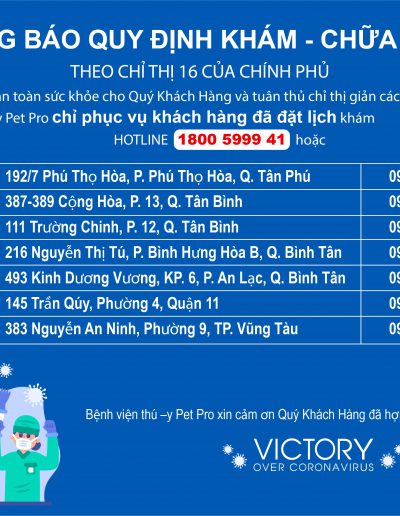 G BÁO QUY ĐỊNH KHÁM - CHỮA
THEO CHỈ THỊ 16 CỦA CHÍNH PHỦ
n toàn sức khỏe cho Quý Khách Hàng và tuân thủ chỉ thị giản các
y Pet Pro chỉ phục vụ khách hàng đã đặt lịch khám
HOTLINE 1800 5999 41 hoặc
192/7 Phú Thọ Hòa, P. Phú Thọ Hòa, Q. Tân Phú 09
387-389 Cộng Hòa, P. 13, Q. Tân Bình 09
111 Trường Chinh, P. 12, Q. Tân Bình 09
216 Nguyễn Thị Tú, P. Bình Hưng Hòa B, Q. Bình Tân 09
493 Kinh Dương Vương, KP. 6, P. An Lạc, Q. Bình Tân 09
145 Trần Qúy, Phường 4, Quận 11 09
383 Nguyễn An Ninh, Phường 9, TP. Vũng Tàu 09
Bệnh viện thú –y Pet Pro xin cảm ơn Quý Khách Hàng đã hợ
VICTORY
OVER CORONAVIRUS